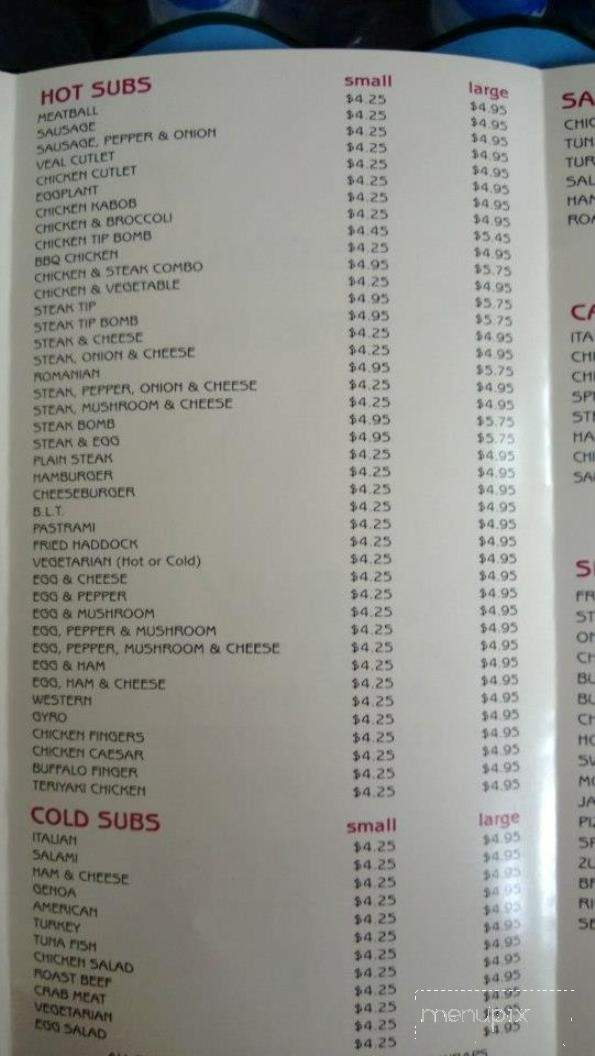 HOT SUBS small large
MEATBALL $4.25 $4.95
SAUSAGE $4.25 $4.95
SAUSAGE, PEPPER & ONION $4.25 $4.95
VEAL CUTLET $4.25 $4.95
CHICKEN CUTLET $4.25 $4.95
EGGPLANT $4.25 $4.95
CHICKEN KABOB $4.25 $4.95
CHICKEN & BROCCOLI $4.25 $4.95
CHICKEN TIP BOMB $4.45 $5.45
BBQ CHICKEN $4.25 $4.95
CHICKEN & STEAK COMBO $4.95 $5.75
CHICKEN & VEGETABLE $4.25 $4.95
STEAK TIP $4.95 $5.75
STEAK TIP BOMB $4.95 $5.75
STEAK & CHEESE $4.25 $4.95
STEAK, ONION & CHEESE $4.25 $4.95
ROMANIAN $4.95 $5.75
STEAK, PEPPER, ONION & CHEESE $4.25 $4.95
STEAK, MUSHROOM & CHEESE $4.25 $4.95
STEAK BOMB $4.95 $5.75
STEAK & EGG $4.95 $5.75
PLAIN STEAK $4.25 $4.95
HAMBURGER $4.25 $4.95
CHEESEBURGER $4.25 $4.95
B.L.T. $4.25 $4.95
PASTRAMI $4.25 $4.95
FRIED HADDOCK $4.25 $4.95
VEGETARIAN (Hot or Cold) $4.25 $4.95
EGG & CHEESE $4.25 $4.95
EGG & PEPPER $4.25 $4.95
EGG & MUSHROOM $4.25 $4.95
EGG, PEPPER & MUSHROOM $4.25 $4.95
EGG, PEPPER, MUSHROOM & CHEESE $4.25 $4.95
EGG & HAM $4.25 $4.95
EGG, HAM & CHEESE $4.25 $4.95
WESTERN $4.25 $4.95
GYRO $4.25 $4.95
CHICKEN FINGERS $4.25 $4.95
CHICKEN CAESAR $4.25 $4.95
BUFFALO FINGER $4.25 $4.95
TERIYAKI CHICKEN $4.25 $4.95
COLD SUBS small large
ITALIAN $4.25 $4.95
SALAMI $4.25 $4.95
HAM & CHEESE $4.25 $4.95
GENOA $4.25 $4.95
AMERICAN $4.25 $4.95
TURKEY $4.25 $4.95
TUNA FISH $4.25 $4.95
CHICKEN SALAD $4.25 $4.95
ROAST BEEF $4.25 $4.95
CRAB MEAT $4.25 $4.95
VEGETARIAN $4.25 $4.95
EGG SALAD $4.25 $4.95
menupix